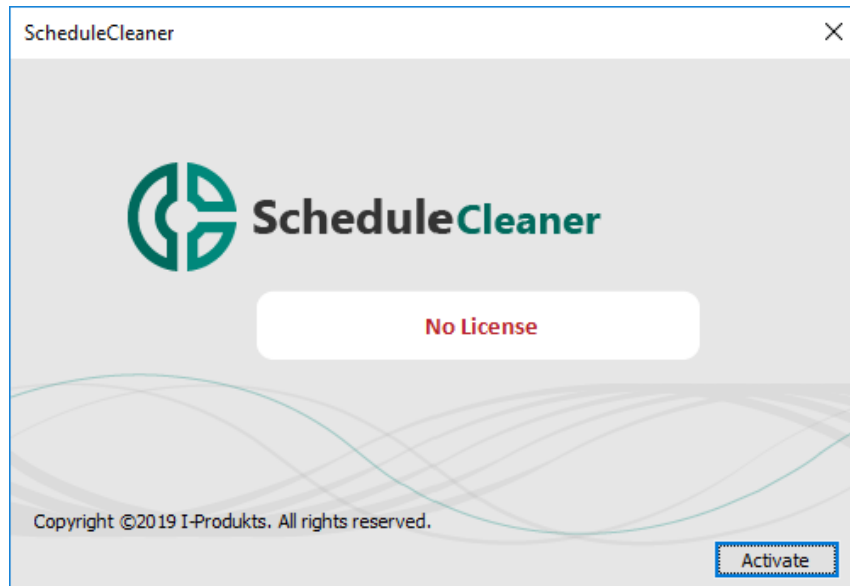 ScheduleCleaner
ScheduleCleaner
No License
Copyright ©2019 I-Produkts. All rights reserved.
Activate